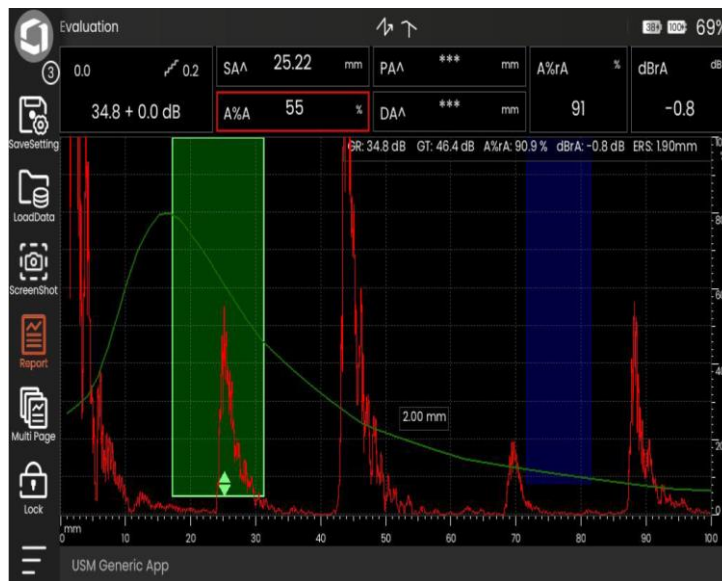 Evaluation
38+ 100+ 69%
3
0.0 0.2
34.8 + 0.0 dB
SA^ 25.22 mm
A%A 55 %
PA^ *** mm
DA^ *** mm
A%rA %
91
dBrA dB
-0.8
SaveSetting
LoadData
ScreenShot
Report
Multi Page
Lock
GR: 34.8 dB GT: 46.4 dB A%rA: 90.9 % dBrA: -0.8 dB ERS: 1.90mm
2.00 mm
mm
0 10 20 30 40 50 60 70 80 90 100
USM Generic App